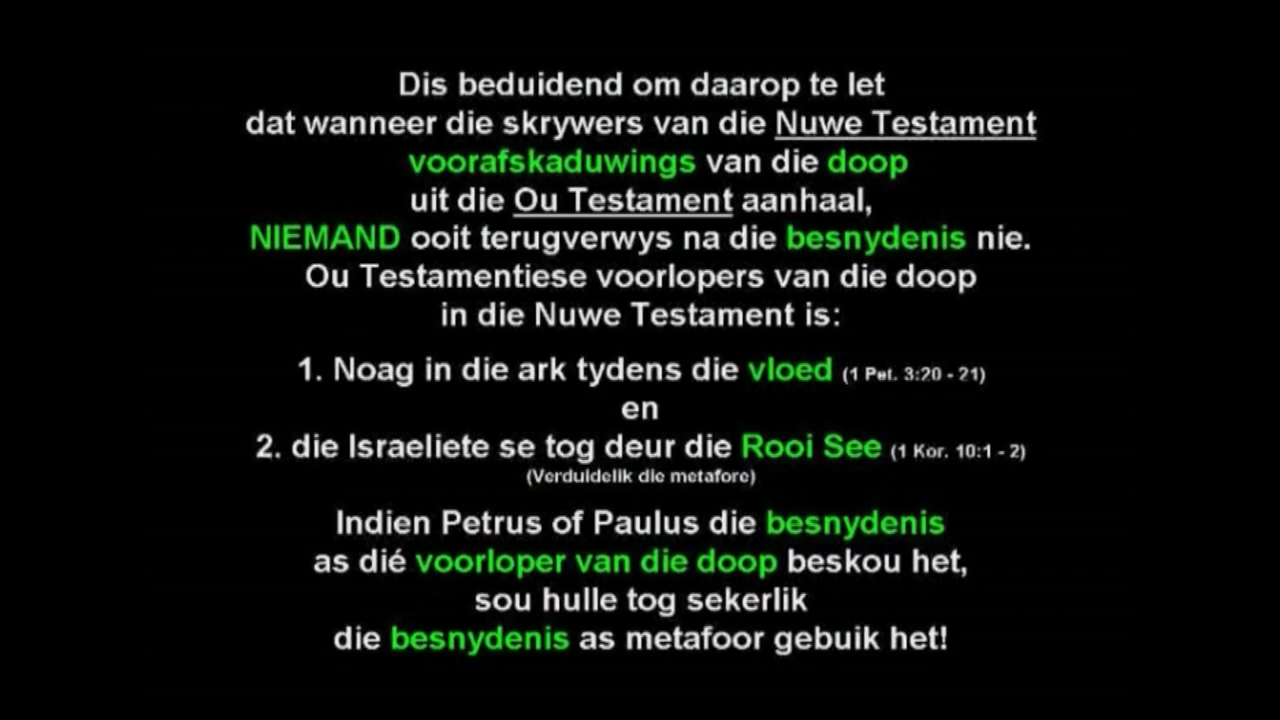 Dis beduidend om daarop te let
dat wanneer die skrywers van die Nuwe Testament
voorafskaduwings van die doop
uit die Ou Testament aanhaal,
NIEMAND ooit terugverwys na die besnydenis nie.
Ou Testamentiese voorlopers van die doop
in die Nuwe Testament is:
1. Noag in die ark tydens die vloed (1 Pet. 3:20 - 21)
en
2. die Israeliete se tog deur die Rooi See (1 Kor. 10:1 - 2)
(Verduidelik die metafore)
Indien Petrus of Paulus die besnydenis
as dié voorloper van die doop beskou het,
sou hulle tog sekerlik
die besnydenis as metafoor gebuik het!